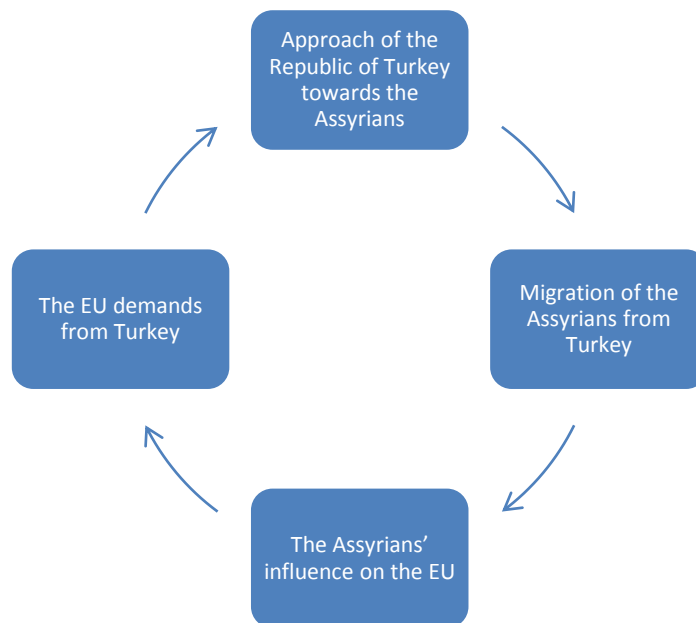 Approach of the
Republic of Turkey
towards the
Assyrians
Migration of the
Assyrians from
Turkey
The Assyrians’
influence on the EU
The EU demands
from Turkey